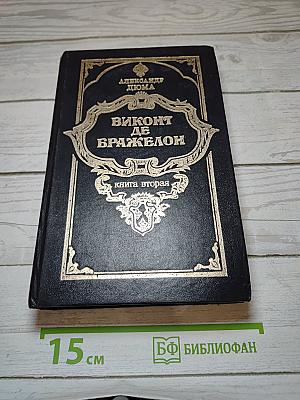 АЛЕКСАНДР
ДЮМА
ВИКОНТ
ДЕ
БРАЖЕЛОН
книга вторая
15 см
БФ БИБЛИОФАН